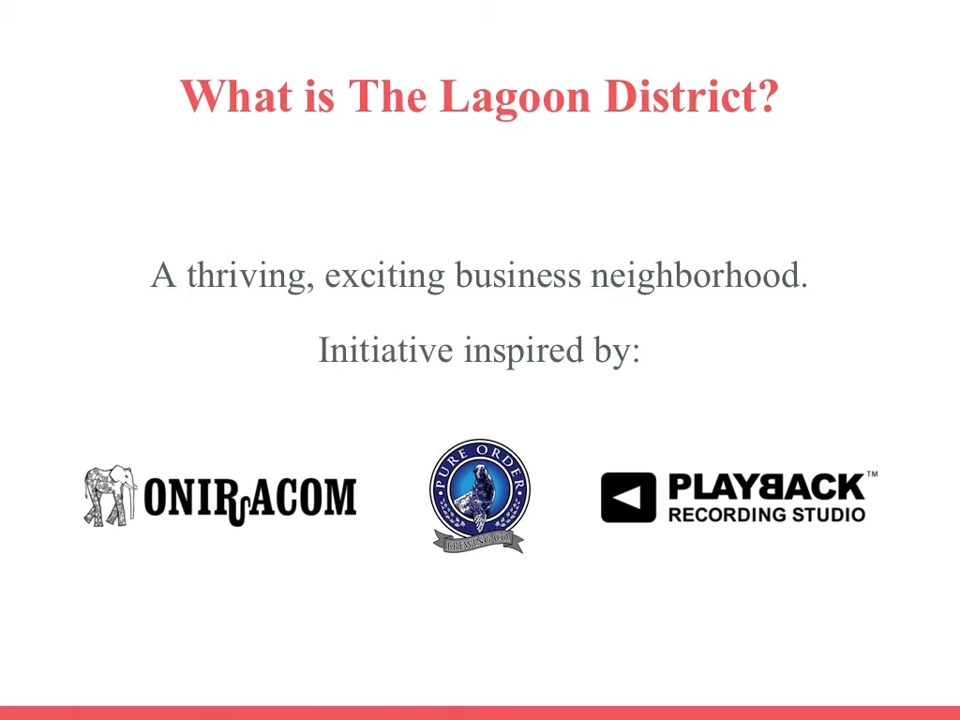 What is The Lagoon District?
A thriving, exciting business neighborhood.
Initiative inspired by:
ONIRACOM
PURE ORDER
BREWING CO.
PLAYBACK™
RECORDING STUDIO